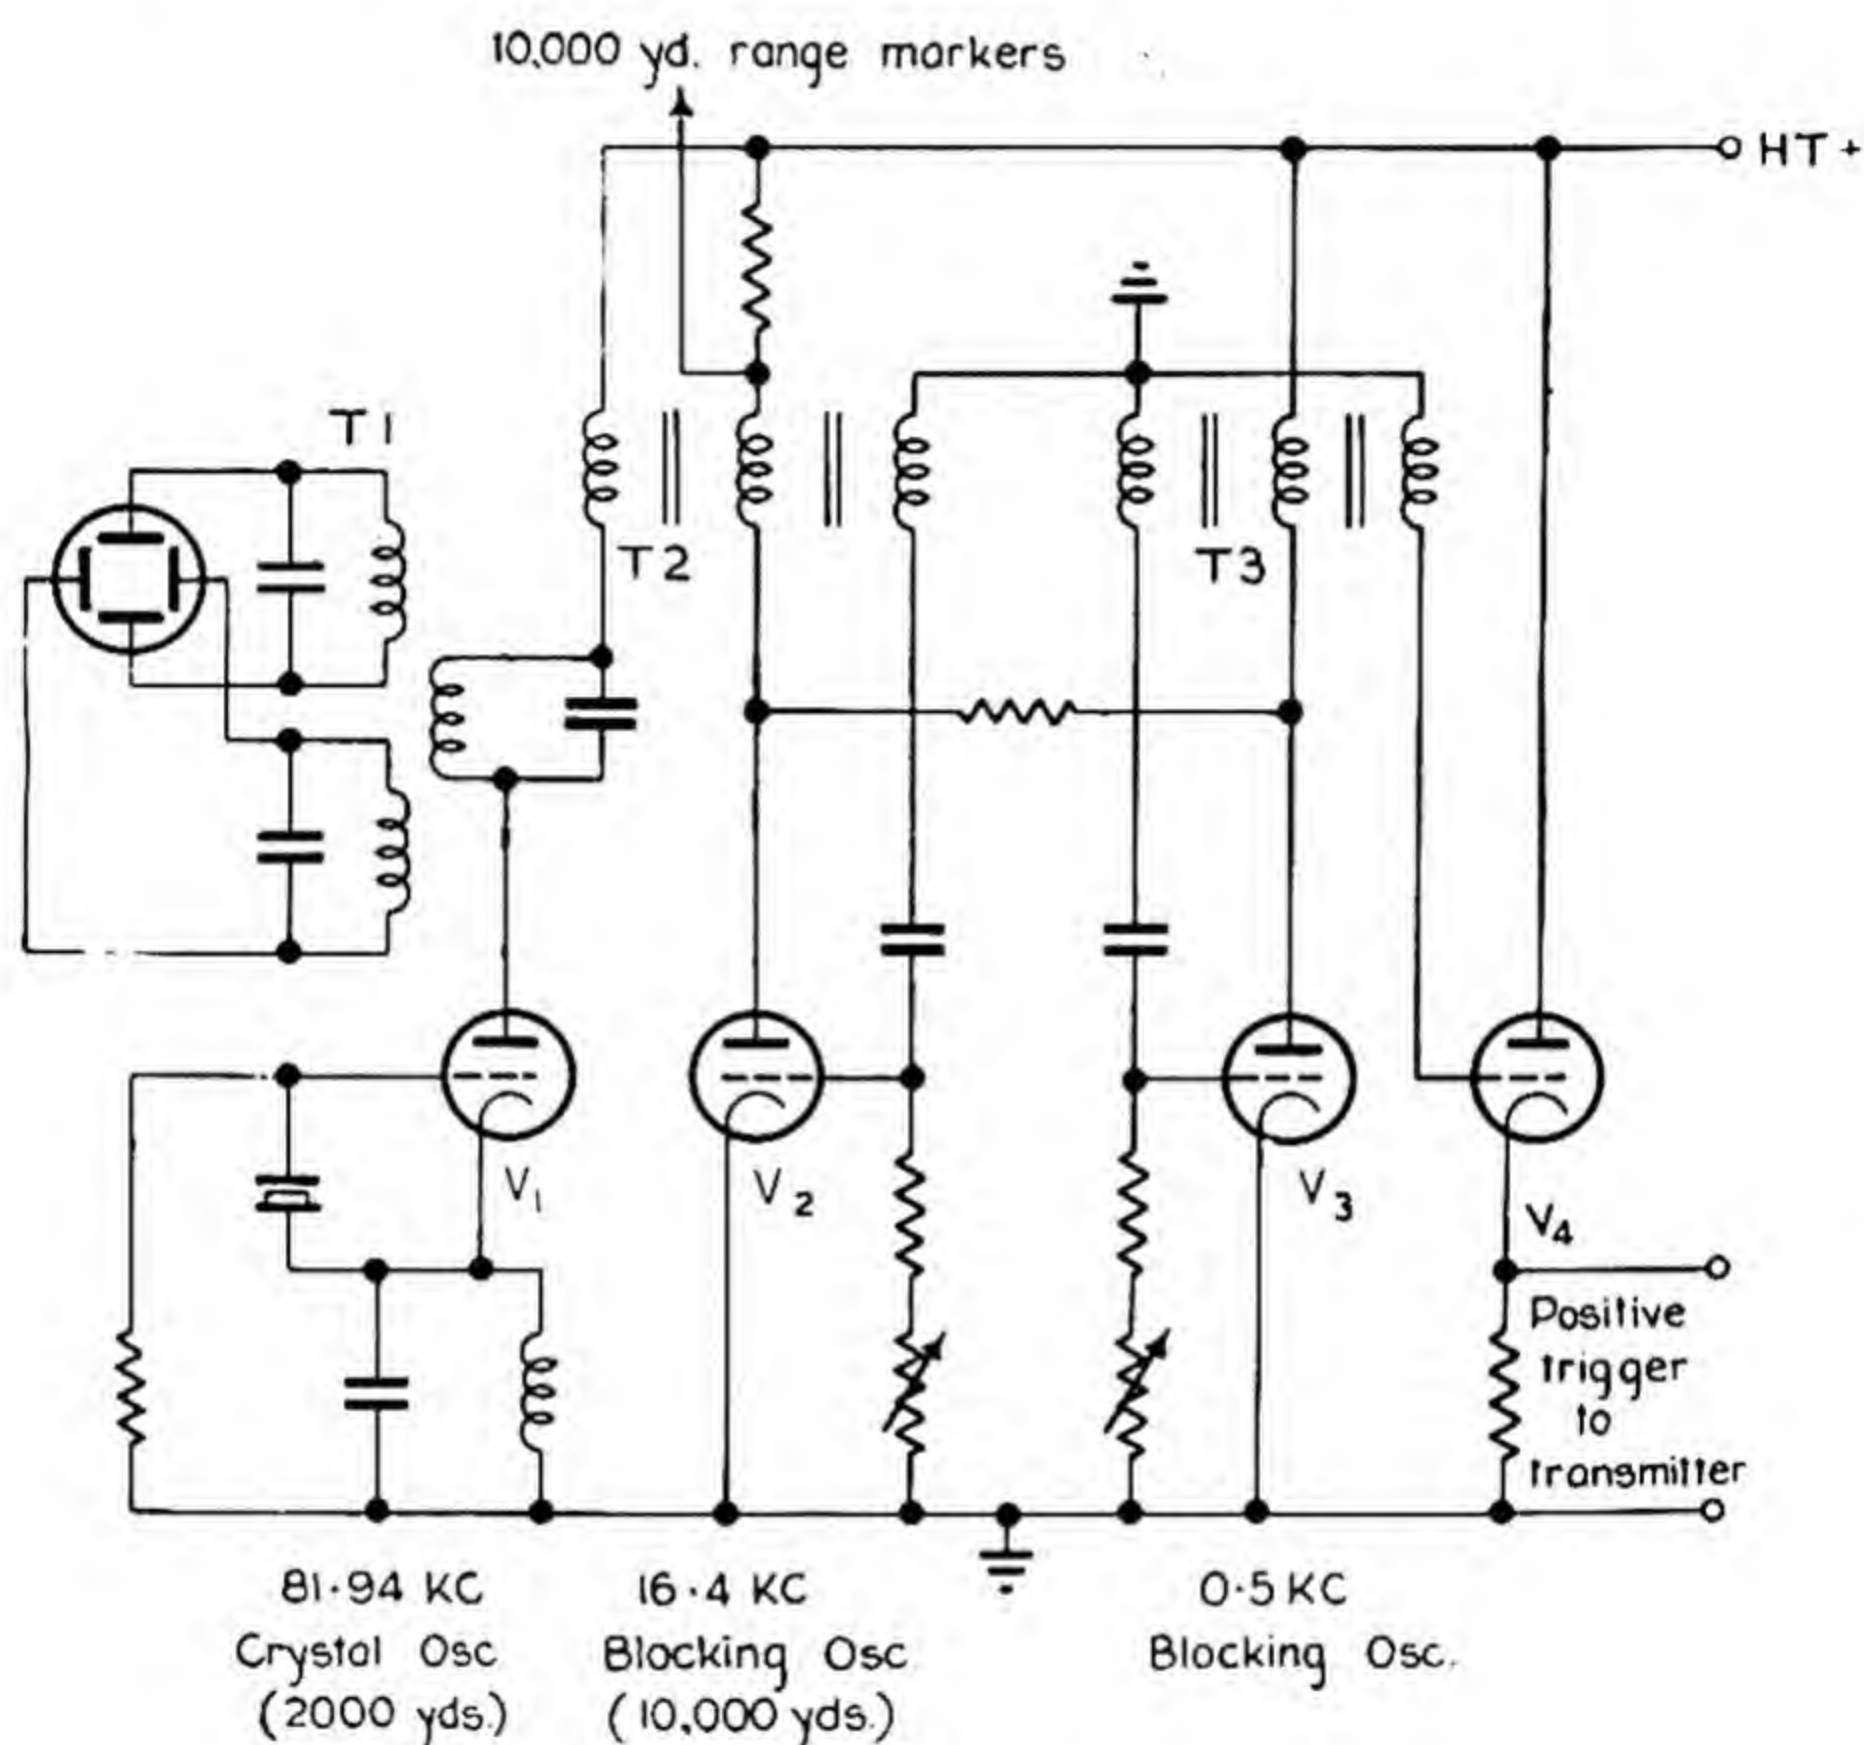 10,000 yd. range markers
HT +
T1
T2
T3
V1
V2
V3
V4
Positive
trigger
to
transmitter
81·94 KC
Crystal Osc
(2000 yds.)
16·4 KC
Blocking Osc
(10,000 yds.)
0·5 KC
Blocking Osc.